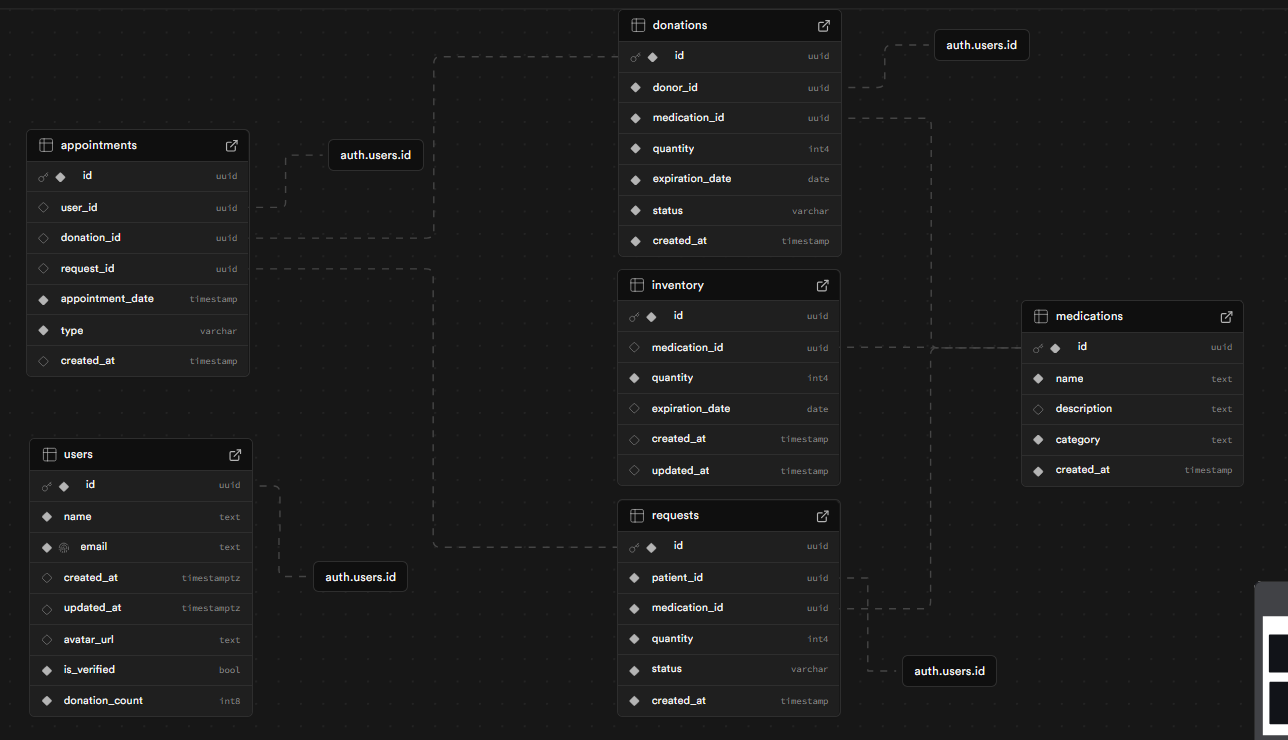 donations
id uuid
donor_id uuid
medication_id uuid
quantity int4
expiration_date date
status varchar
created_at timestamp
auth.users.id
appointments
id uuid
user_id uuid
donation_id uuid
request_id uuid
appointment_date timestamp
type varchar
created_at timestamp
auth.users.id
inventory
id uuid
medication_id uuid
quantity int4
expiration_date date
created_at timestamp
updated_at timestamp
medications
id uuid
name text
description text
category text
created_at timestamp
users
id uuid
name text
email text
created_at timestamptz
updated_at timestamptz
avatar_url text
is_verified bool
donation_count int8
auth.users.id
requests
id uuid
patient_id uuid
medication_id uuid
quantity int4
status varchar
created_at timestamp
auth.users.id